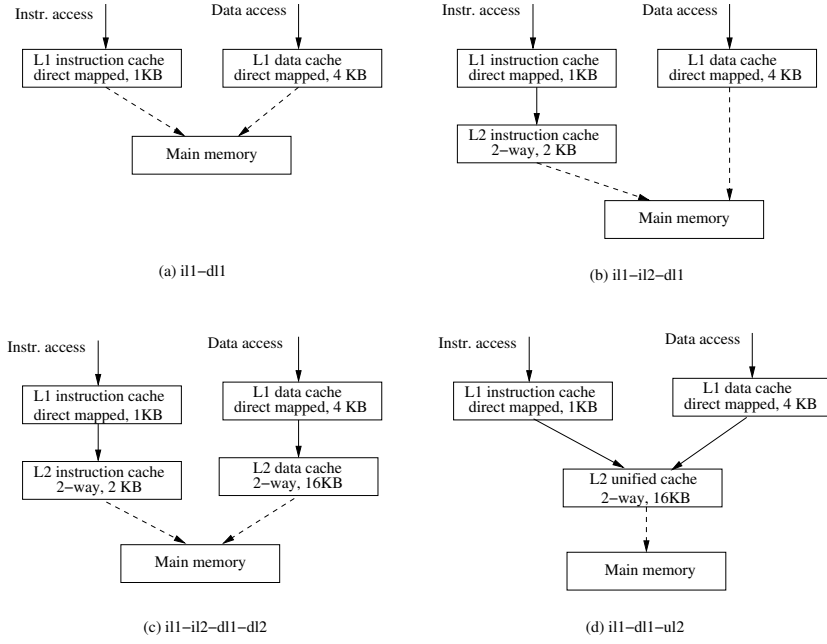 Instr. access
Data access
L1 instruction cache
direct mapped, 1KB
L1 data cache
direct mapped, 4 KB
Main memory
(a) il1−dl1
Instr. access
Data access
L1 instruction cache
direct mapped, 1KB
L1 data cache
direct mapped, 4 KB
L2 instruction cache
2−way, 2 KB
Main memory
(b) il1−il2−dl1
Instr. access
Data access
L1 instruction cache
direct mapped, 1KB
L1 data cache
direct mapped, 4 KB
L2 instruction cache
2−way, 2 KB
L2 data cache
2−way, 16KB
Main memory
(c) il1−il2−dl1−dl2
Instr. access
Data access
L1 instruction cache
direct mapped, 1KB
L1 data cache
direct mapped, 4 KB
L2 unified cache
2−way, 16KB
Main memory
(d) il1−dl1−ul2